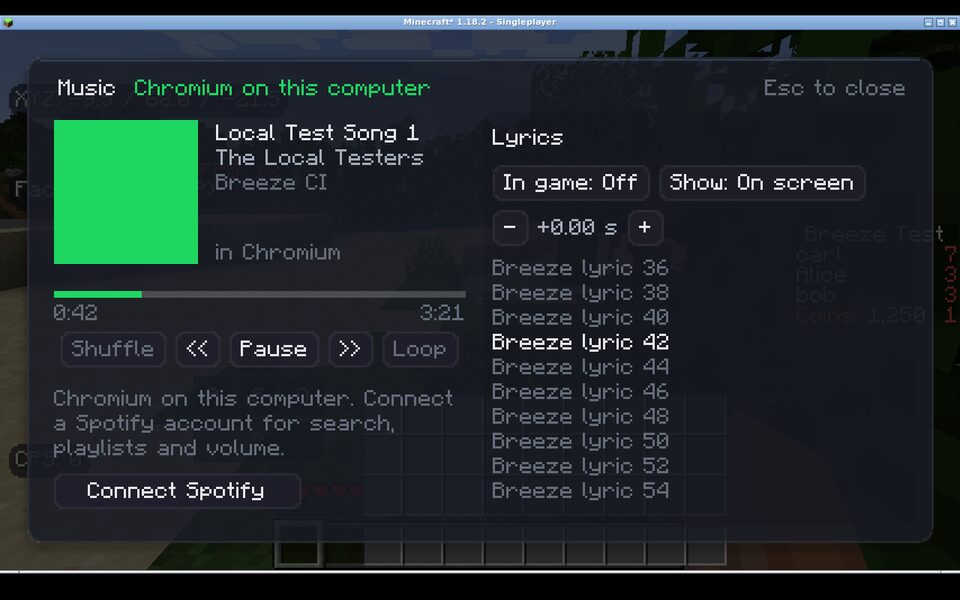 Minecraft* 1.18.2 - Singleplayer
Music Chromium on this computer
Esc to close
Local Test Song 1
The Local Testers
Breeze CI
in Chromium
0:42 3:21
Shuffle << Pause >> Loop
Chromium on this computer. Connect
a Spotify account for search,
playlists and volume.
Connect Spotify
Lyrics
In game: Off Show: On screen
- +0.00 s +
Breeze lyric 36
Breeze lyric 38
Breeze lyric 40
Breeze lyric 42
Breeze lyric 44
Breeze lyric 46
Breeze lyric 48
Breeze lyric 50
Breeze lyric 52
Breeze lyric 54
Breeze Test
carl 7
Alice 3
bob 3
Coins: 1,250 1